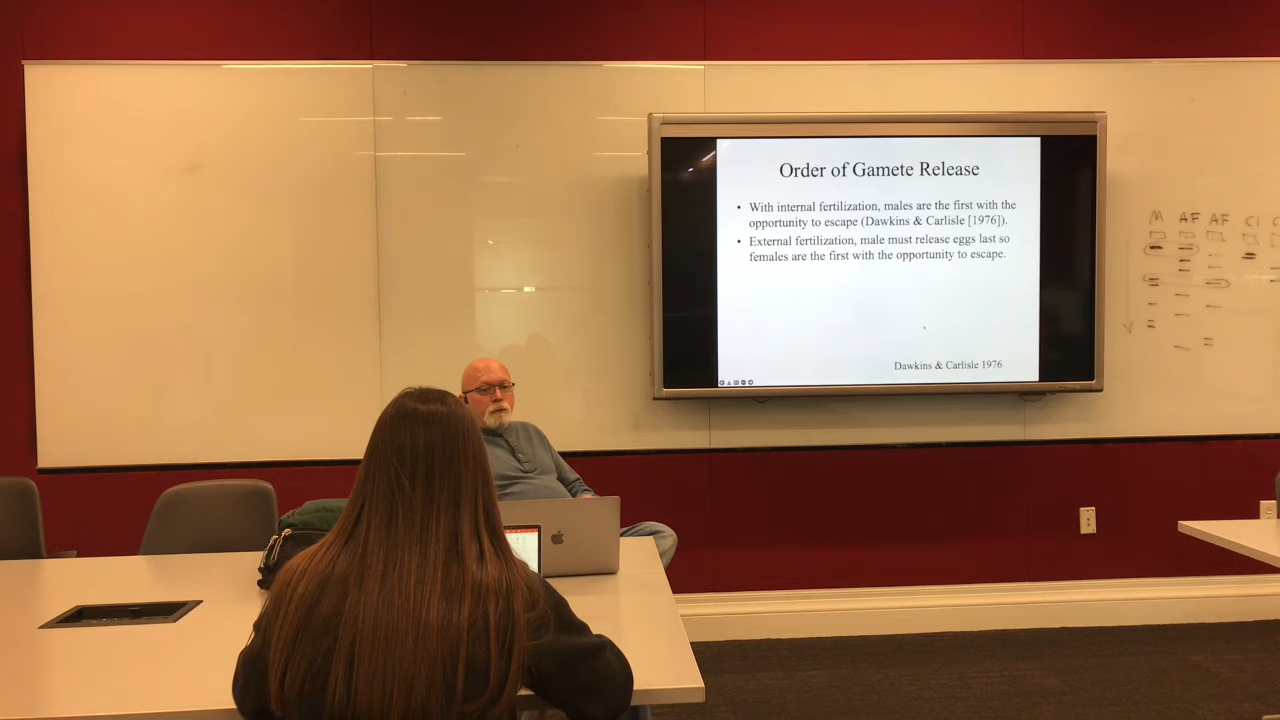 Order of Gamete Release
• With internal fertilization, males are the first with the
opportunity to escape (Dawkins & Carlisle [1976]).
• External fertilization, male must release eggs last so
females are the first with the opportunity to escape.
Dawkins & Carlisle 1976
M AF AF C1 C